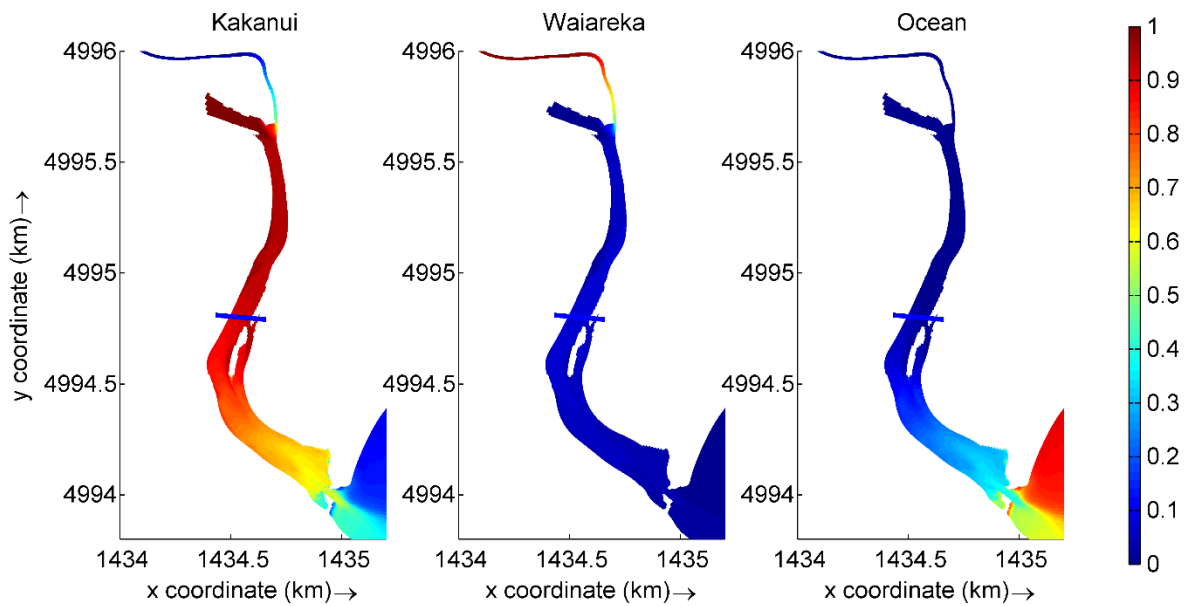 Kakanui Waiareka Ocean
4996 4996 4996 1
0.9
0.8
4995.5 4995.5 4995.5
0.7
0.6
y coordinate (km)→ 4995 4995 4995
0.5
0.4
4994.5 4994.5 4994.5
0.3
0.2
4994 4994 4994
0.1
0
1434 1434.5 1435 1434 1434.5 1435 1434 1434.5 1435
x coordinate (km)→ x coordinate (km)→ x coordinate (km)→